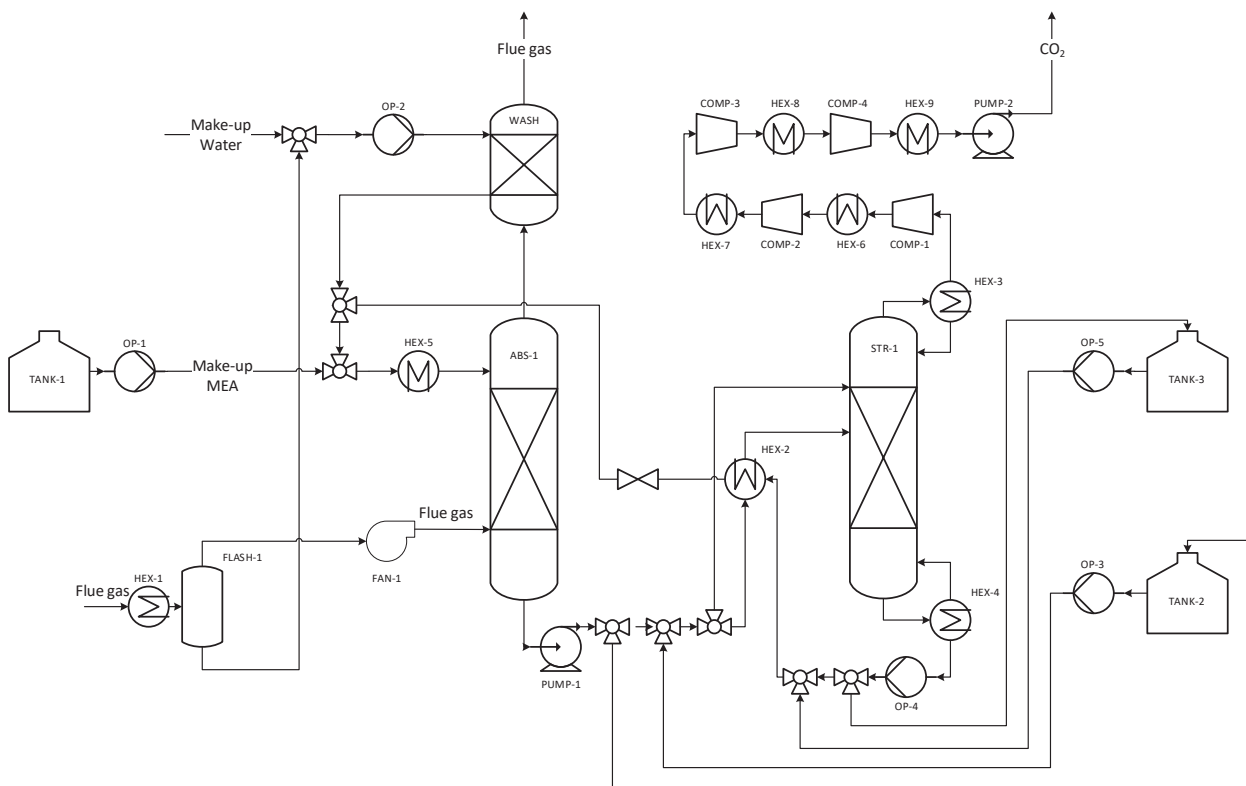 Flue gas
CO₂
OP-2
WASH
COMP-3
HEX-8
COMP-4
HEX-9
PUMP-2
Make-up
Water
HEX-7
COMP-2
HEX-6
COMP-1
HEX-3
TANK-1
OP-1
Make-up
MEA
HEX-5
ABS-1
STR-1
OP-5
TANK-3
HEX-2
Flue gas
FAN-1
FLASH-1
HEX-1
Flue gas
HEX-4
OP-3
TANK-2
PUMP-1
OP-4